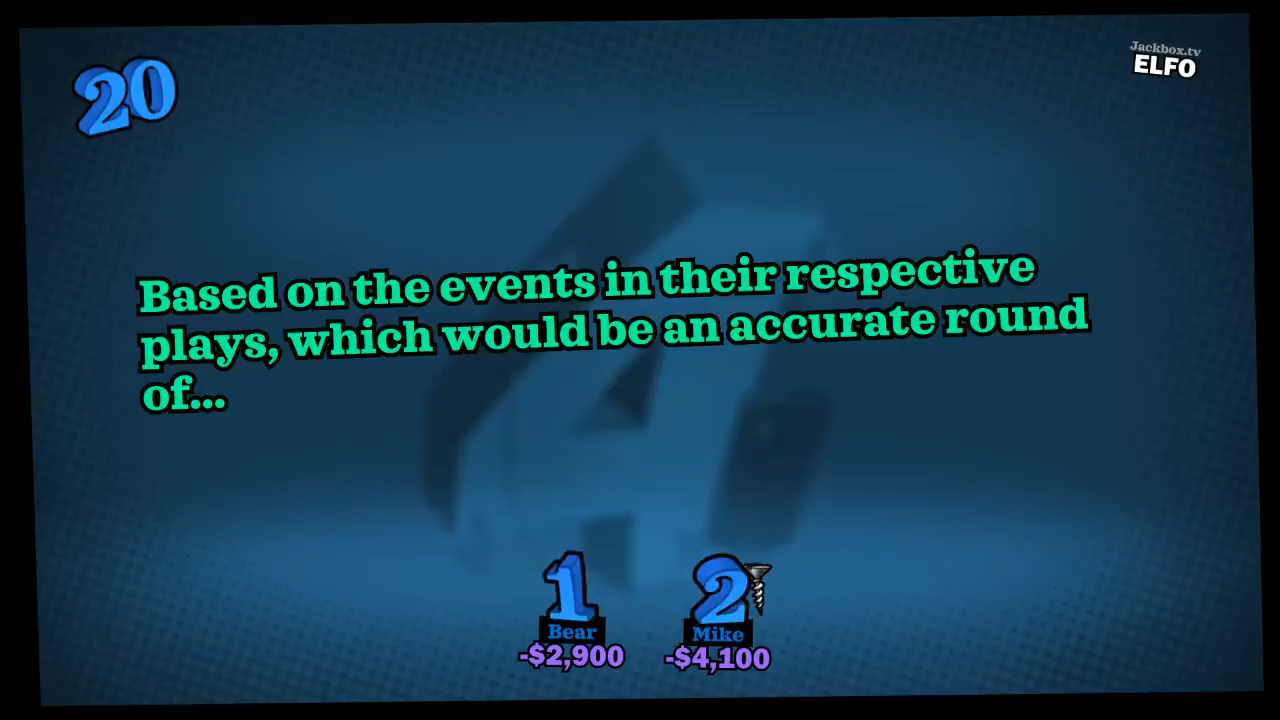 20
Jackbox.tv
ELFO
Based on the events in their respective
plays, which would be an accurate round
of...
1
Bear
-$2,900
2
Mike
-$4,100